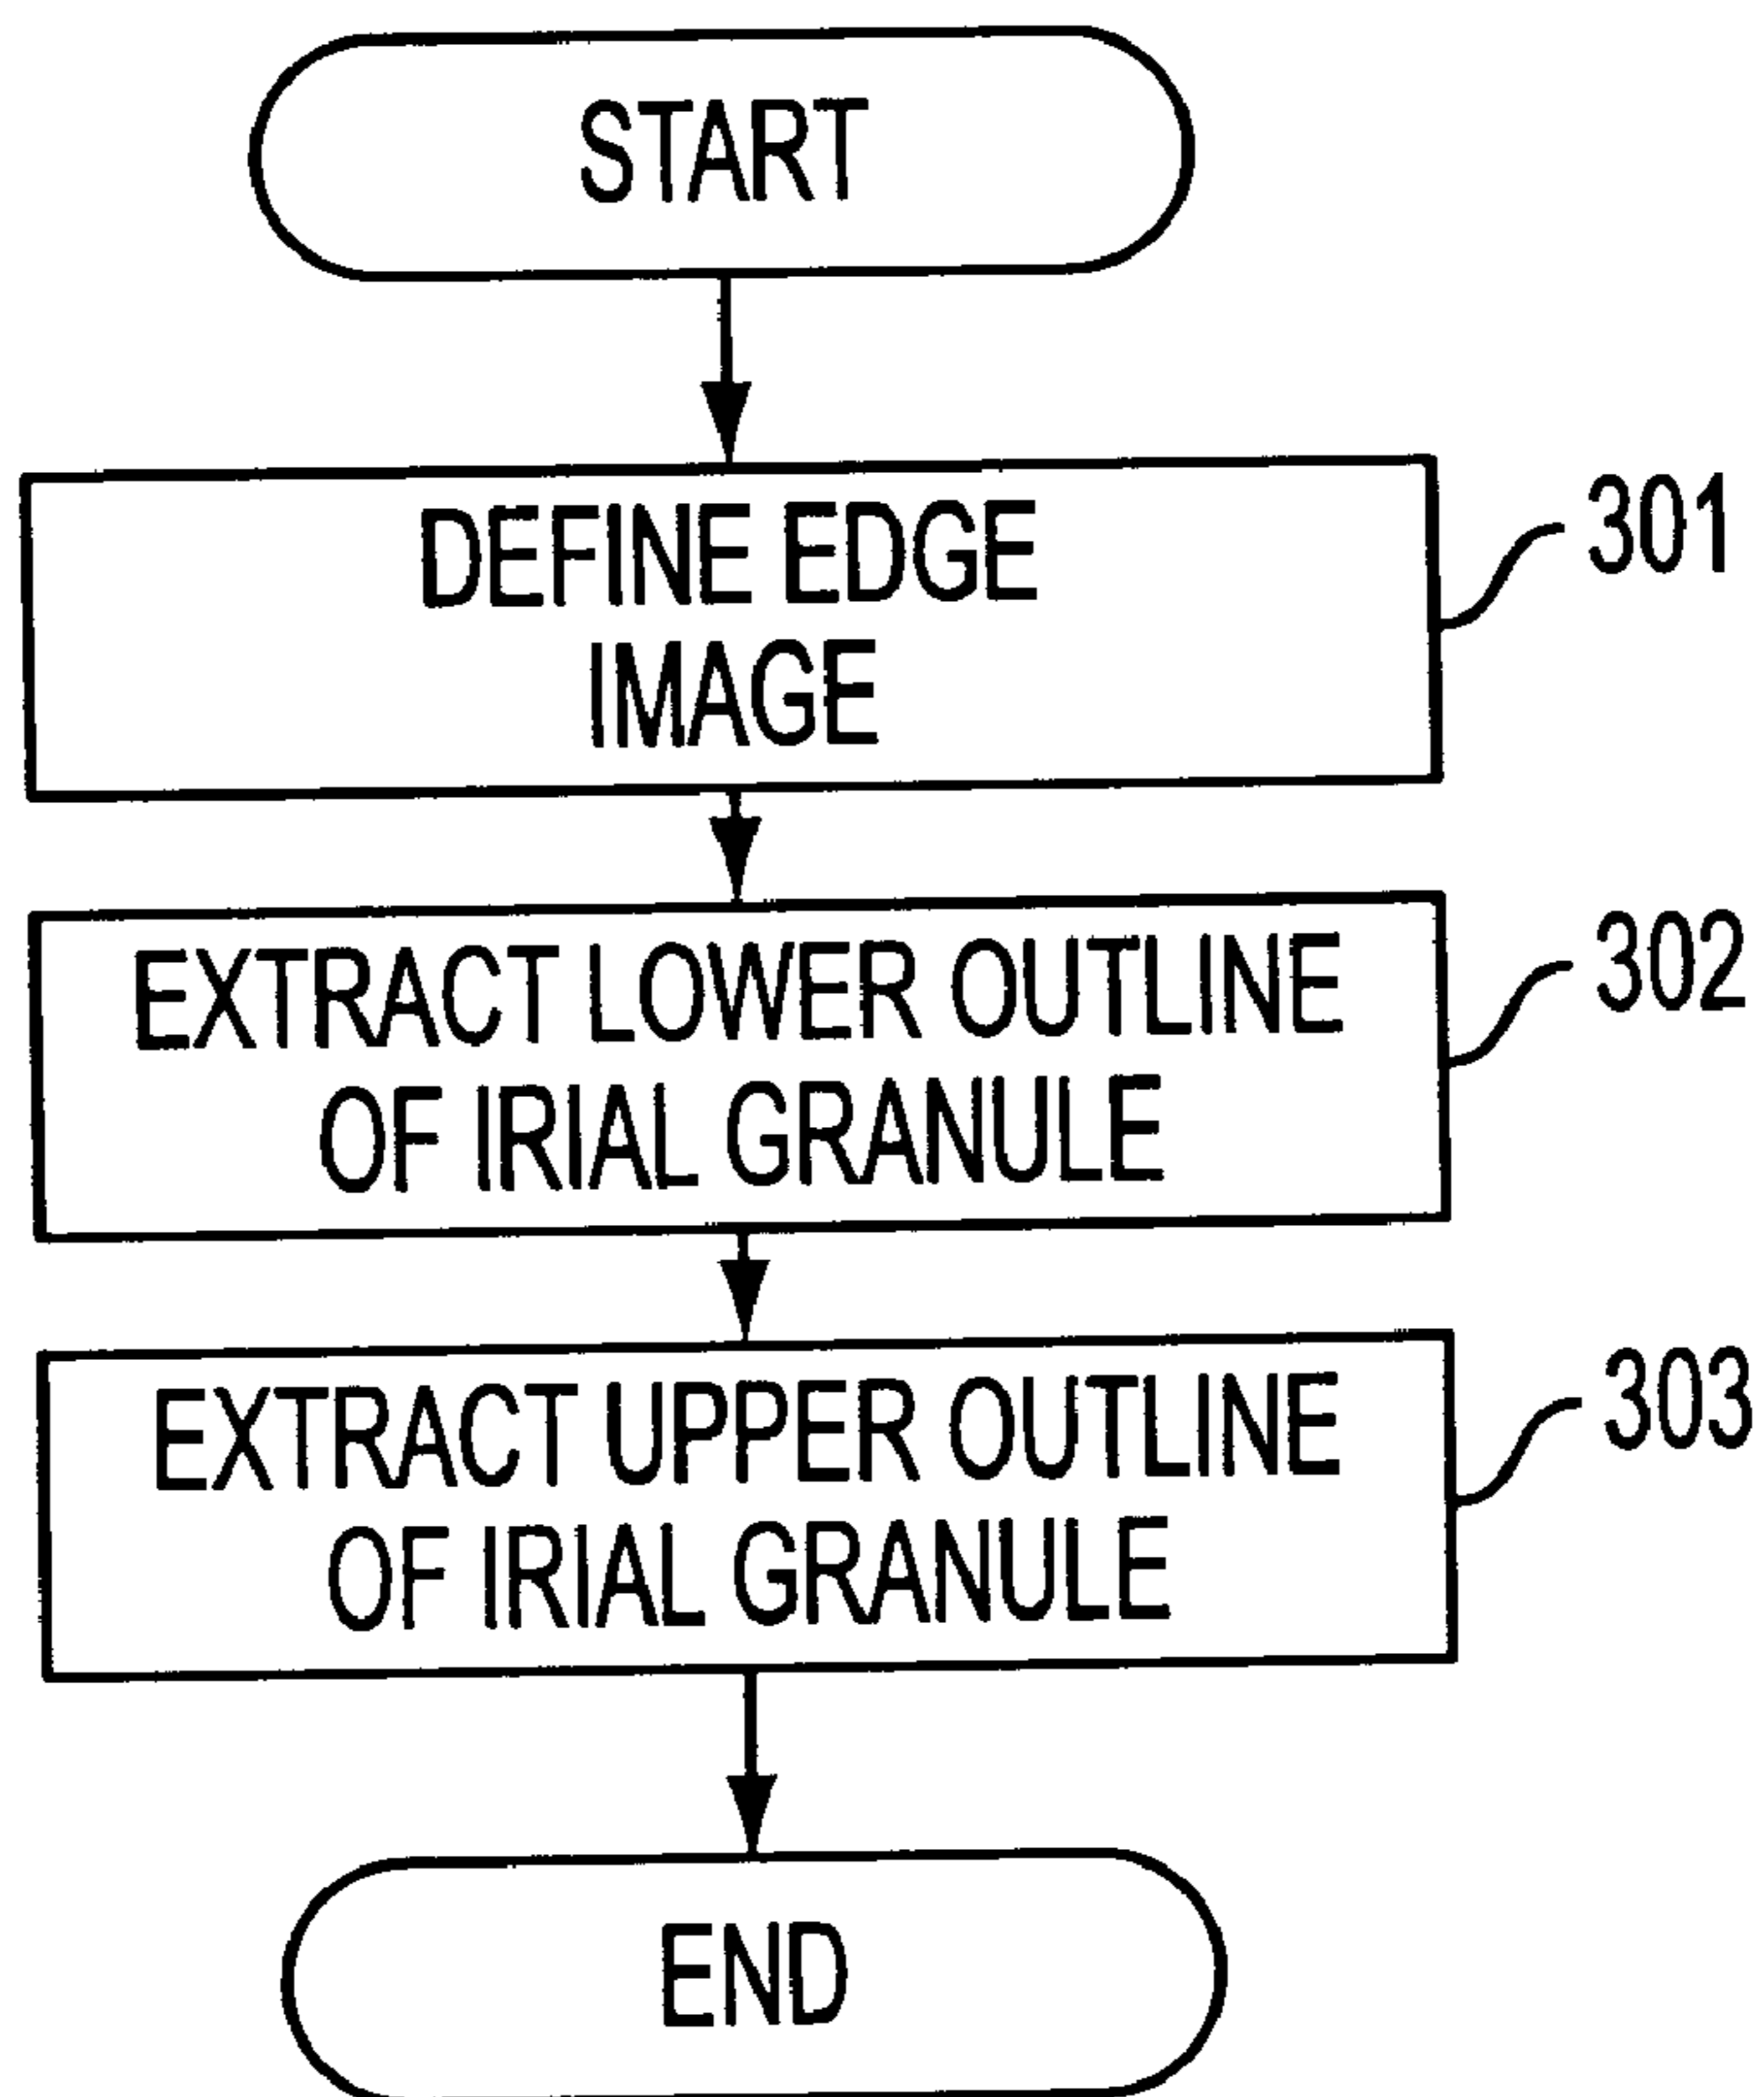 START
DEFINE EDGE
IMAGE
301
EXTRACT LOWER OUTLINE
OF IRIAL GRANULE
302
EXTRACT UPPER OUTLINE
OF IRIAL GRANULE
303
END